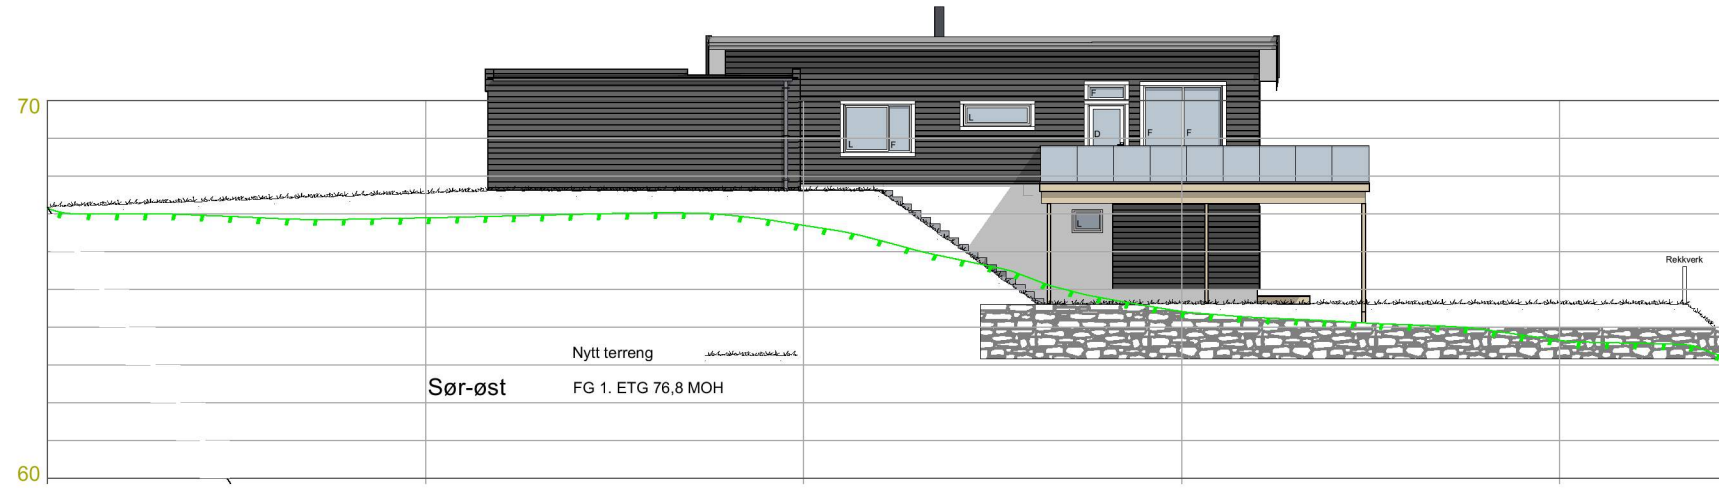 F
70
L
D
F
F
L
F
L
Rekkverk
Nytt terreng
Sør-øst
FG 1. ETG 76,8 MOH
60